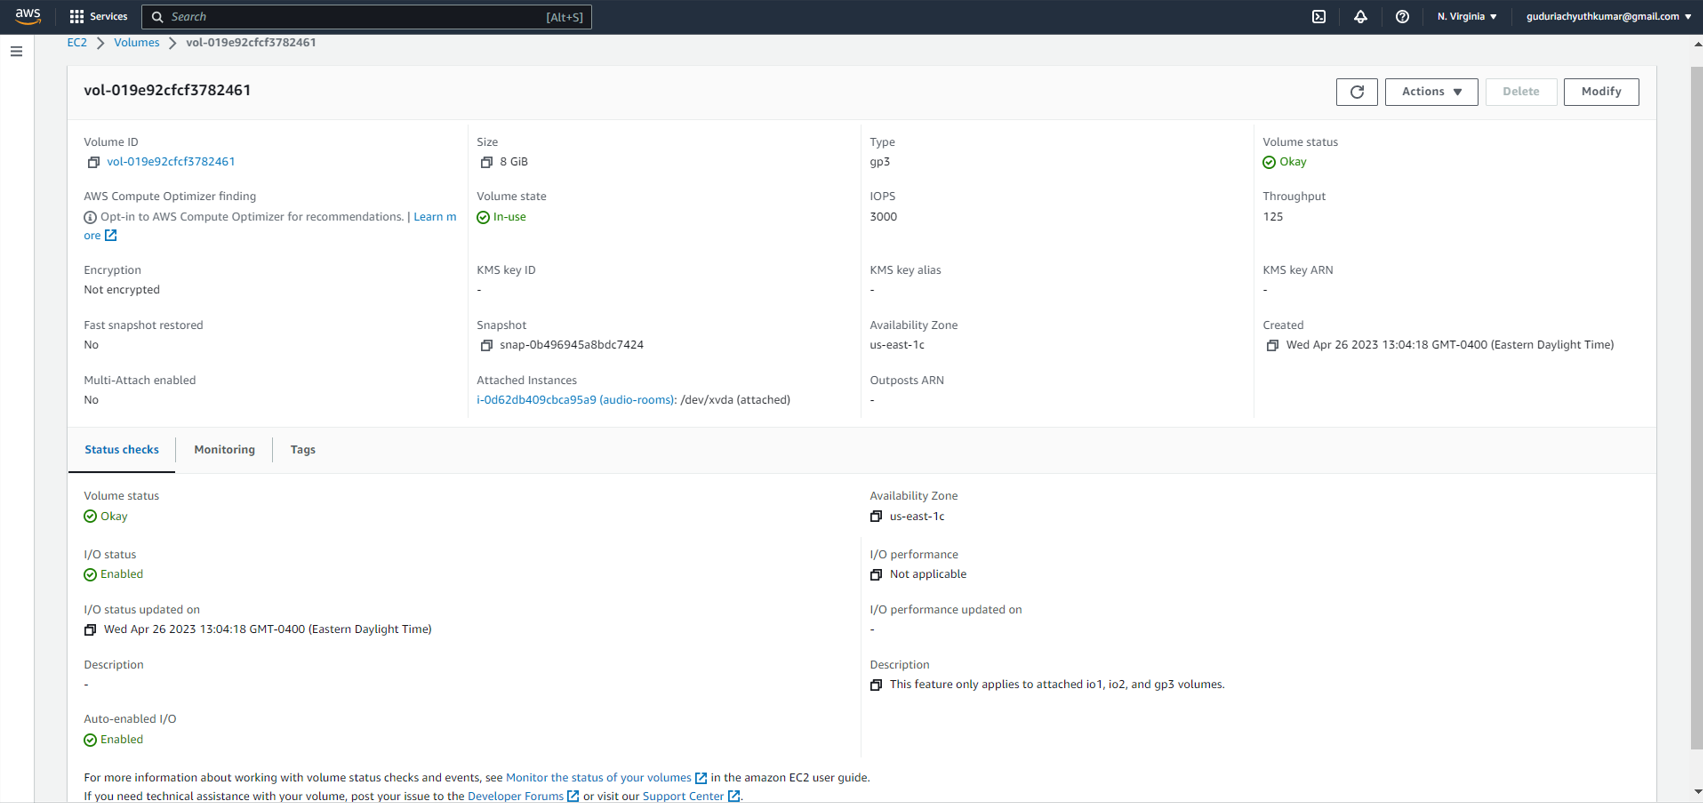 aws Services Search [Alt+S] N. Virginia guduriachyuthkumar@gmail.com
EC2 Volumes vol-019e92cfcf3782461
vol-019e92cfcf3782461 Actions Delete Modify
Volume ID
vol-019e92cfcf3782461
Size
8 GiB
Type
gp3
Volume status
Okay
AWS Compute Optimizer finding
Opt-in to AWS Compute Optimizer for recommendations. | Learn m
ore
Volume state
In-use
IOPS
3000
Throughput
125
Encryption
Not encrypted
KMS key ID
-
KMS key alias
-
KMS key ARN
-
Fast snapshot restored
No
Snapshot
snap-0b496945a8bdc7424
Availability Zone
us-east-1c
Created
Wed Apr 26 2023 13:04:18 GMT-0400 (Eastern Daylight Time)
Multi-Attach enabled
No
Attached Instances
i-0d62db409cbca95a9 (audio-rooms): /dev/xvda (attached)
Outposts ARN
-
Status checks Monitoring Tags
Volume status
Okay
Availability Zone
us-east-1c
I/O status
Enabled
I/O performance
Not applicable
I/O status updated on
Wed Apr 26 2023 13:04:18 GMT-0400 (Eastern Daylight Time)
I/O performance updated on
-
Description
-
Description
This feature only applies to attached io1, io2, and gp3 volumes.
Auto-enabled I/O
Enabled
For more information about working with volume status checks and events, see Monitor the status of your volumes in the amazon EC2 user guide.
If you need technical assistance with your volume, post your issue to the Developer Forums or visit our Support Center.